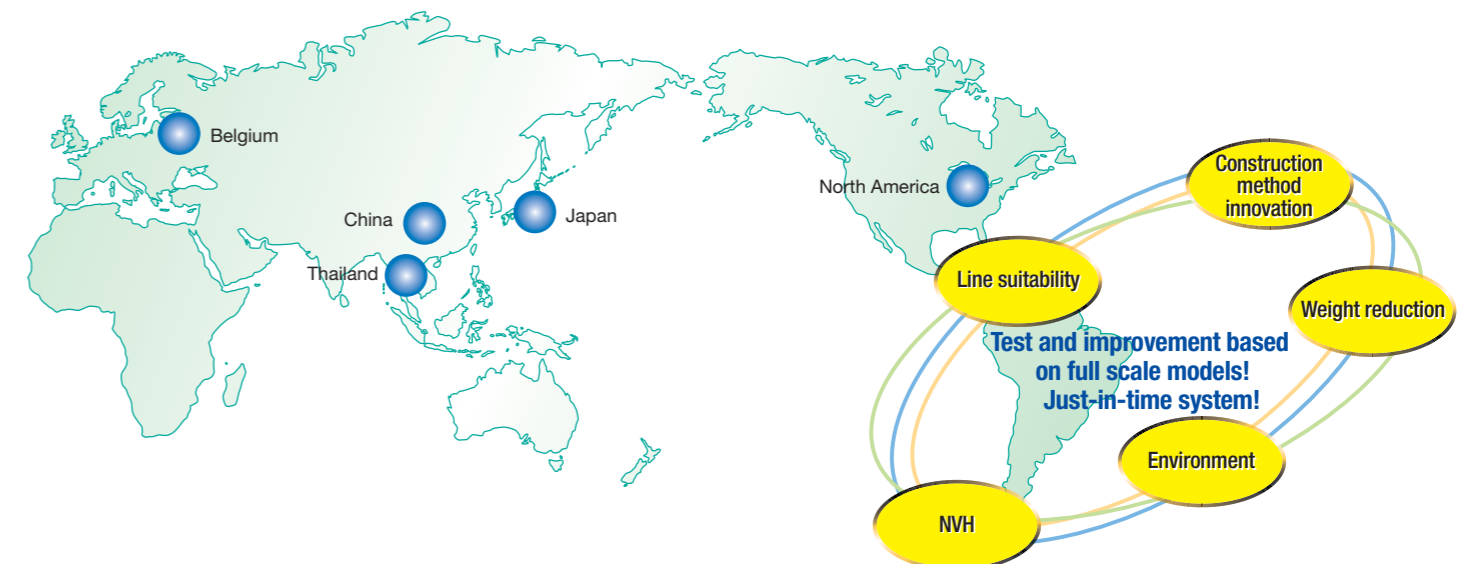 Belgium
China
Japan
Thailand
North America
Construction
method
innovation
Line suitability
Weight reduction
Test and improvement based
on full scale models!
Just-in-time system!
Environment
NVH